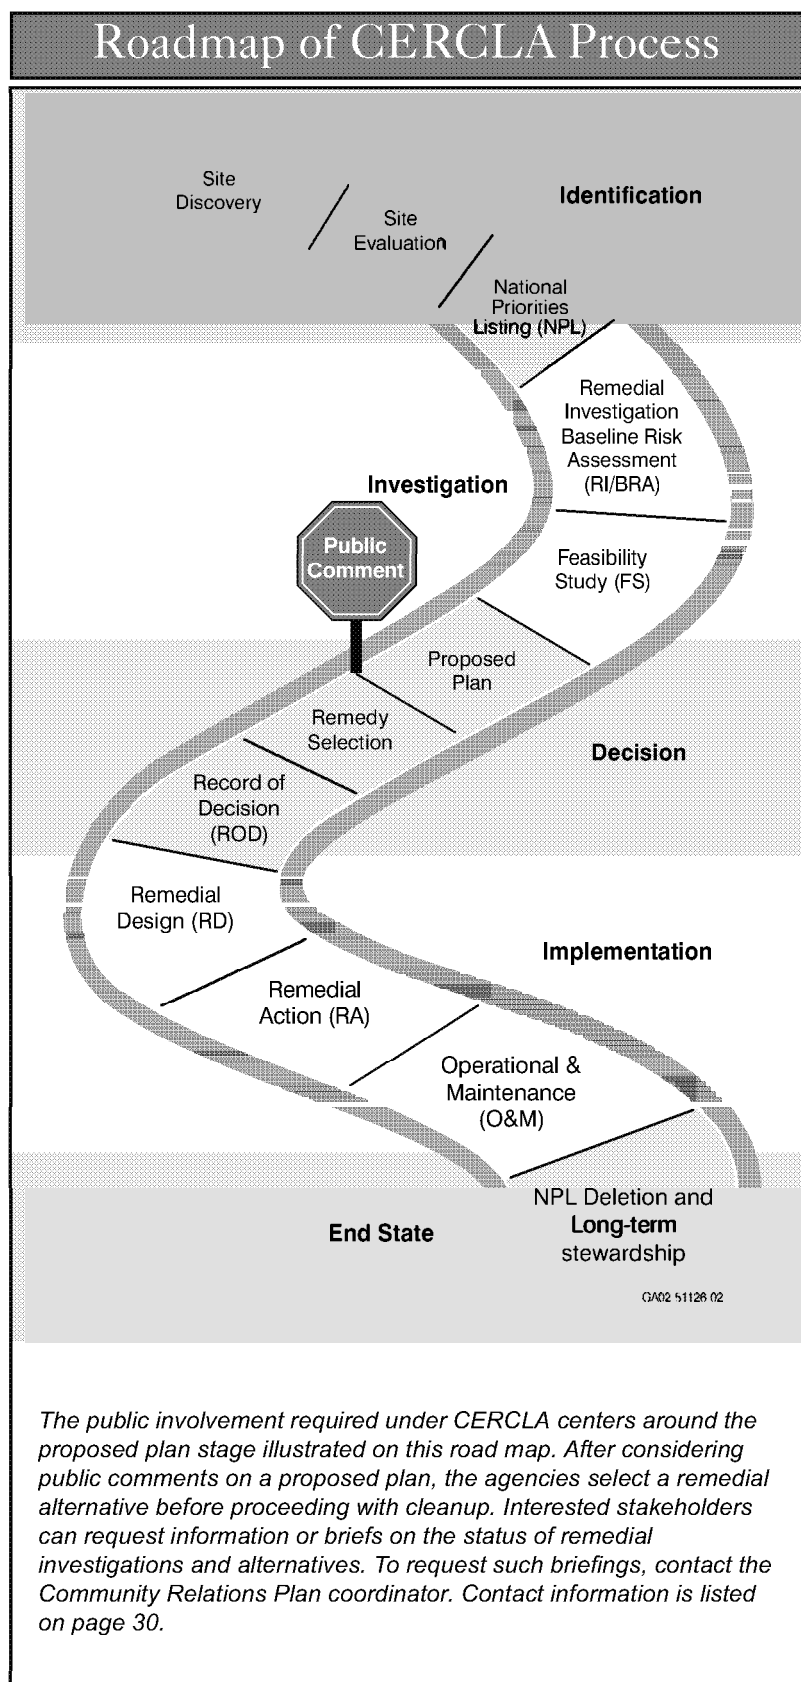 Roadmap of CERCLA Process
Site
Discovery
Identification
Site
Evaluation
National
Priorities
Listing (NPL)
Remedial
Investigation
Baseline Risk
Assessment
(RI/BRA)
Investigation
Public
Comment
Feasibility
Study (FS)
Proposed
Plan
Remedy
Selection
Decision
Record of
Decision
(ROD)
Remedial
Design (RD)
Implementation
Remedial
Action (RA)
Operational &
Maintenance
(O&M)
NPL Deletion and
Long-term
stewardship
End State
GA02 51126 02
The public involvement required under CERCLA centers around the
proposed plan stage illustrated on this road map. After considering
public comments on a proposed plan, the agencies select a remedial
alternative before proceeding with cleanup. Interested stakeholders
can request information or briefs on the status of remedial
investigations and alternatives. To request such briefings, contact the
Community Relations Plan coordinator. Contact information is listed
on page 30.